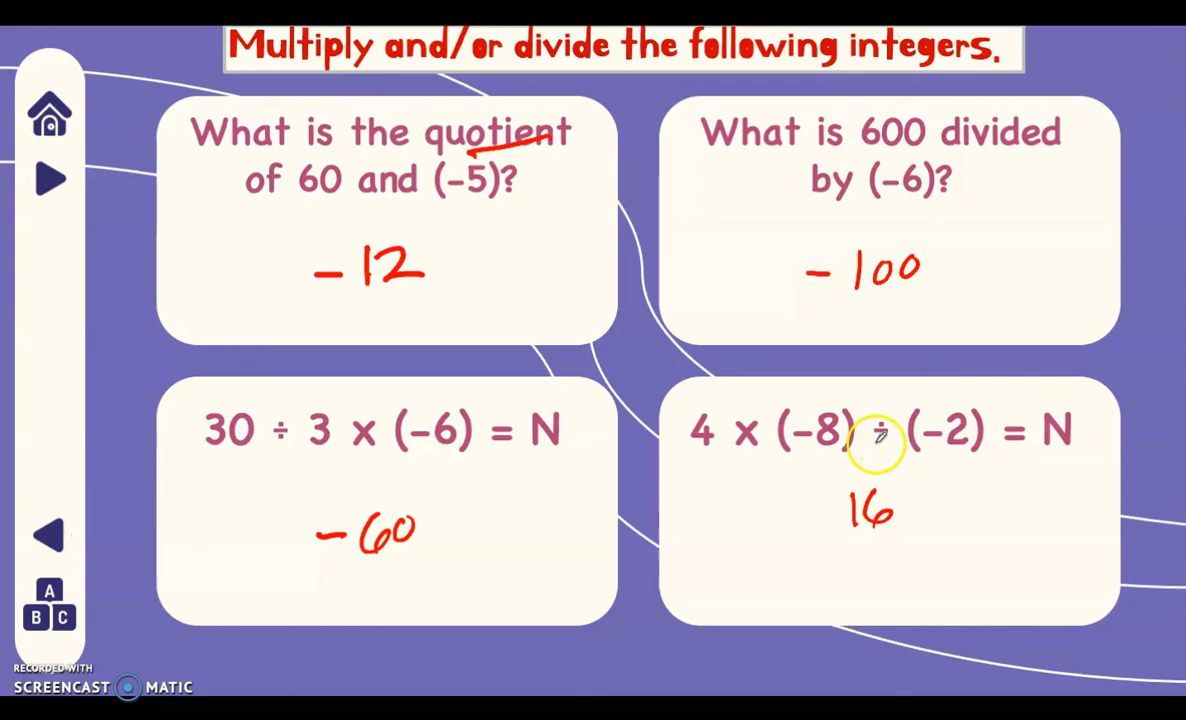 Multiply and/or divide the following integers.
What is the quotient
of 60 and (-5)?
-12
What is 600 divided
by (-6)?
-100
30 ÷ 3 x (-6) = N
-60
4 x (-8) ÷ (-2) = N
16
A
B C
RECORDED WITH
SCREENCAST MATIC